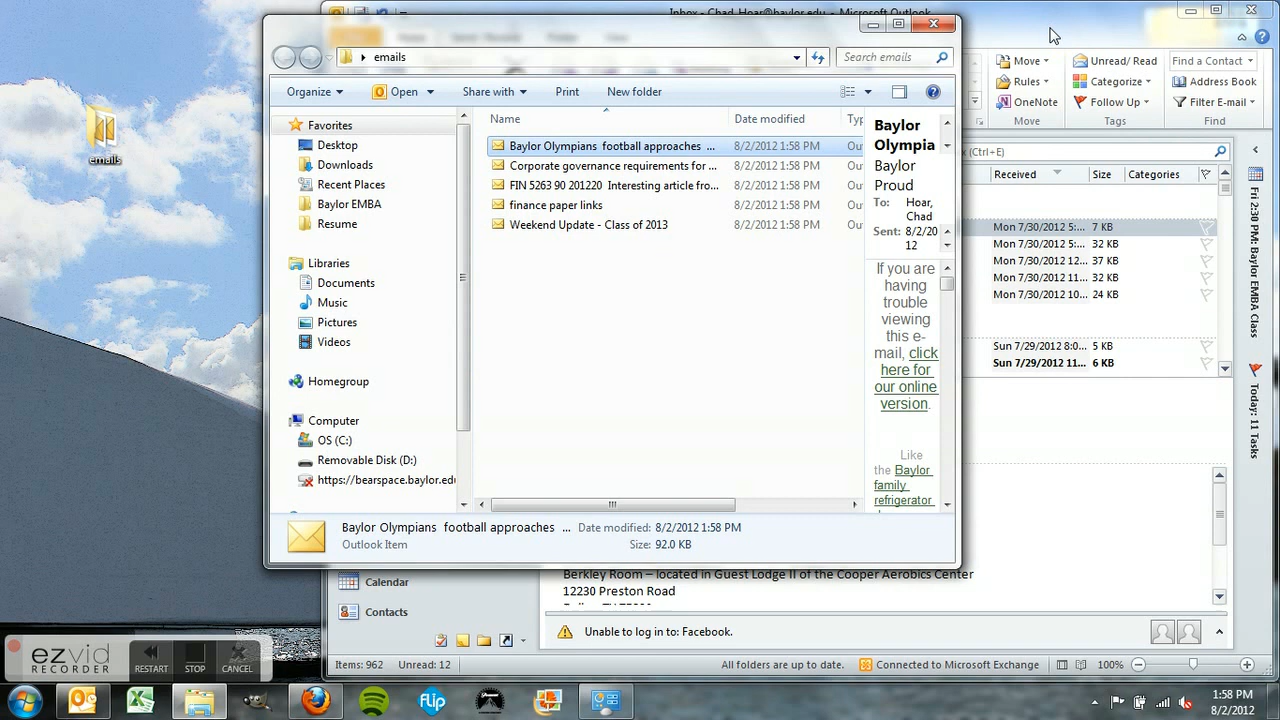 Inbox - Chad_Hoar@baylor.edu - Microsoft Outlook
emails
Search emails
Organize
Open
Share with
Print
New folder
Move
Rules
OneNote
Move
Unread/ Read
Categorize
Follow Up
Tags
Find a Contact
Address Book
Filter E-mail
Find
(Ctrl+E)
Received
Size
Categories
Mon 7/30/2012 5:... 7 KB
Mon 7/30/2012 5:... 32 KB
Mon 7/30/2012 12... 37 KB
Mon 7/30/2012 11... 32 KB
Mon 7/30/2012 10... 24 KB
Sun 7/29/2012 8:0... 5 KB
Sun 7/29/2012 11... 6 KB
Fri 2:30 PM: Baylor EMBA Class
Today: 11 Tasks
emails
Favorites
Desktop
Downloads
Recent Places
Baylor EMBA
Resume
Libraries
Documents
Music
Pictures
Videos
Homegroup
Computer
OS (C:)
Removable Disk (D:)
https://bearspace.baylor.edu
Name
Date modified
Typ
Baylor Olympians football approaches ... 8/2/2012 1:58 PM Out
Corporate governance requirements for ... 8/2/2012 1:58 PM Out
FIN 5263 90 201220 Interesting article fro... 8/2/2012 1:58 PM Out
finance paper links 8/2/2012 1:58 PM Out
Weekend Update - Class of 2013 8/2/2012 1:58 PM Out
Baylor
Olympia
Baylor
Proud
To: Hoar,
Chad
Sent: 8/2/20
12
If you are
having
trouble
viewing
this e-
mail, click
here for
our online
version.
Like
the Baylor
family
refrigerator
Baylor Olympians football approaches ...
Date modified: 8/2/2012 1:58 PM
Outlook Item
Size: 92.0 KB
Calendar
Contacts
Berkley Room – located in Guest Lodge II of the Cooper Aerobics Center
12230 Preston Road
Unable to log in to: Facebook.
Items: 962
Unread: 12
All folders are up to date.
Connected to Microsoft Exchange
100%
ezvid
RECORDER
RESTART
STOP
CANCEL
Flip
1:58 PM
8/2/2012